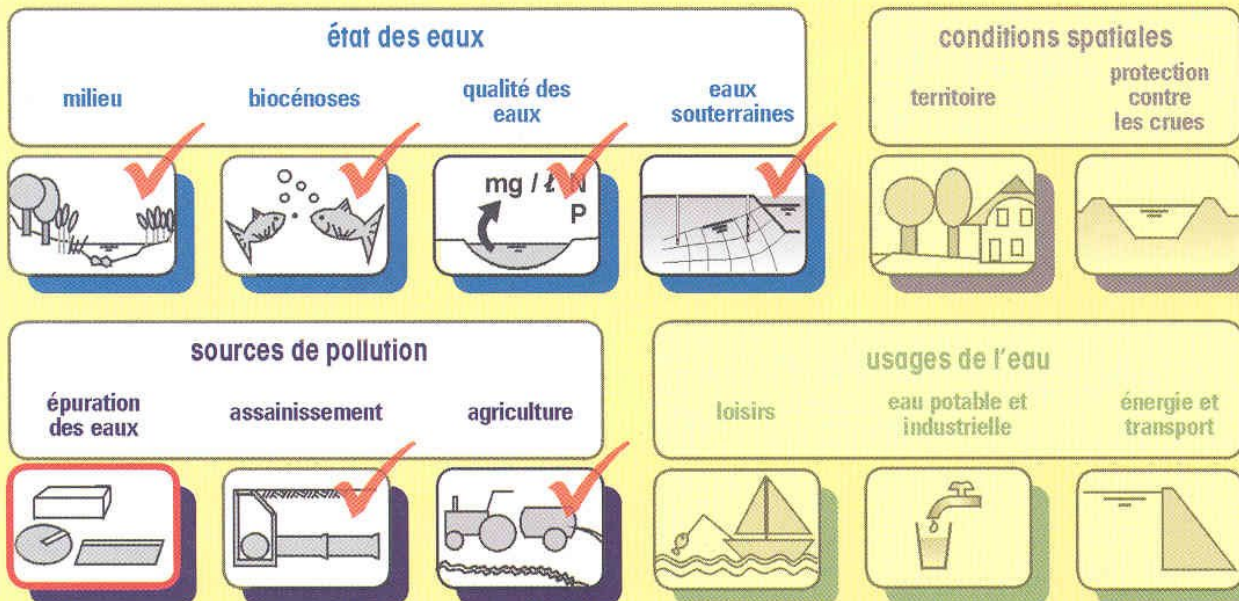 état des eaux
milieu
biocénoses
qualité des
eaux
eaux
souterraines
mg / ℓ N
P
conditions spatiales
territoire
protection
contre
les crues
sources de pollution
épuration
des eaux
assainissement
agriculture
usages de l'eau
loisirs
eau potable et
industrielle
énergie et
transport